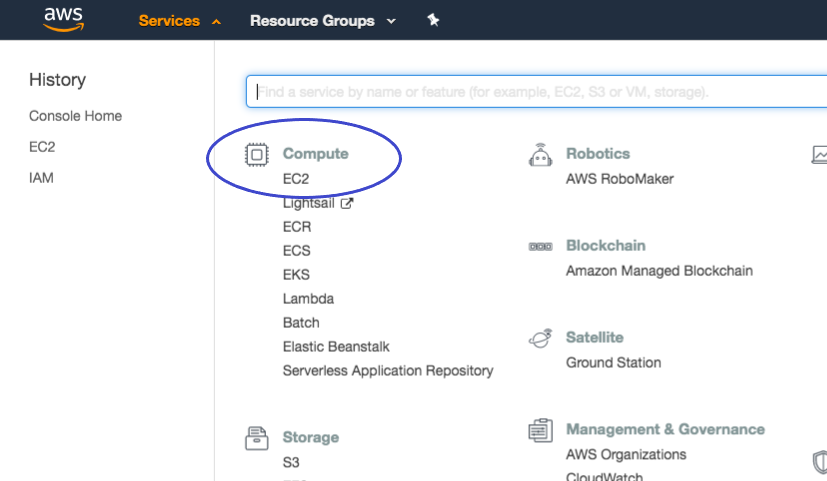 aws
Services
Resource Groups
History
Console Home
EC2
IAM
Find a service by name or feature (for example, EC2, S3 or VM, storage).
Compute
EC2
Lightsail
ECR
ECS
EKS
Lambda
Batch
Elastic Beanstalk
Serverless Application Repository
Storage
S3
Robotics
AWS RoboMaker
Blockchain
Amazon Managed Blockchain
Satellite
Ground Station
Management & Governance
AWS Organizations
CloudWatch